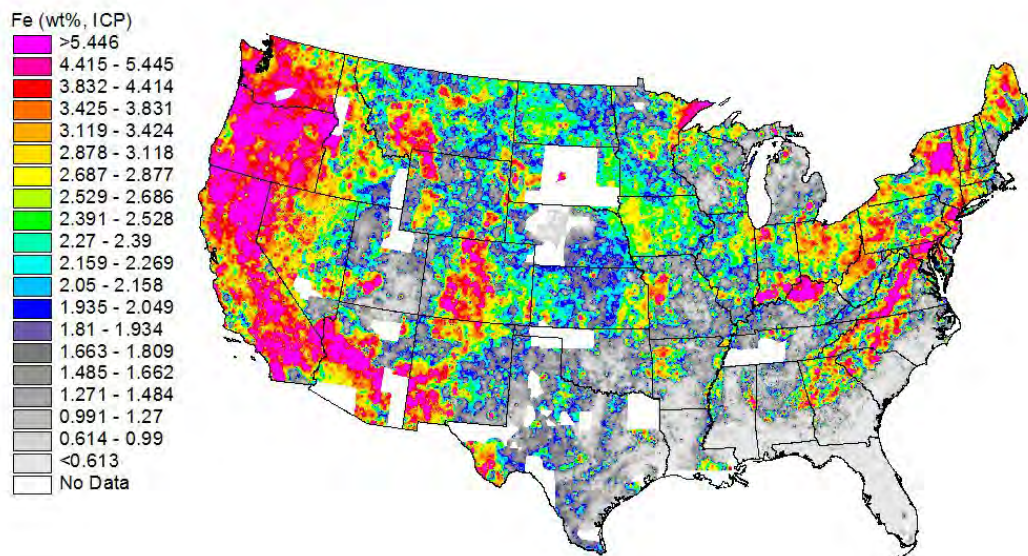 Fe (wt%, ICP)
>5.446
4.415 - 5.445
3.832 - 4.414
3.425 - 3.831
3.119 - 3.424
2.878 - 3.118
2.687 - 2.877
2.529 - 2.686
2.391 - 2.528
2.27 - 2.39
2.159 - 2.269
2.05 - 2.158
1.935 - 2.049
1.81 - 1.934
1.663 - 1.809
1.485 - 1.662
1.271 - 1.484
0.991 - 1.27
0.614 - 0.99
<0.613
No Data